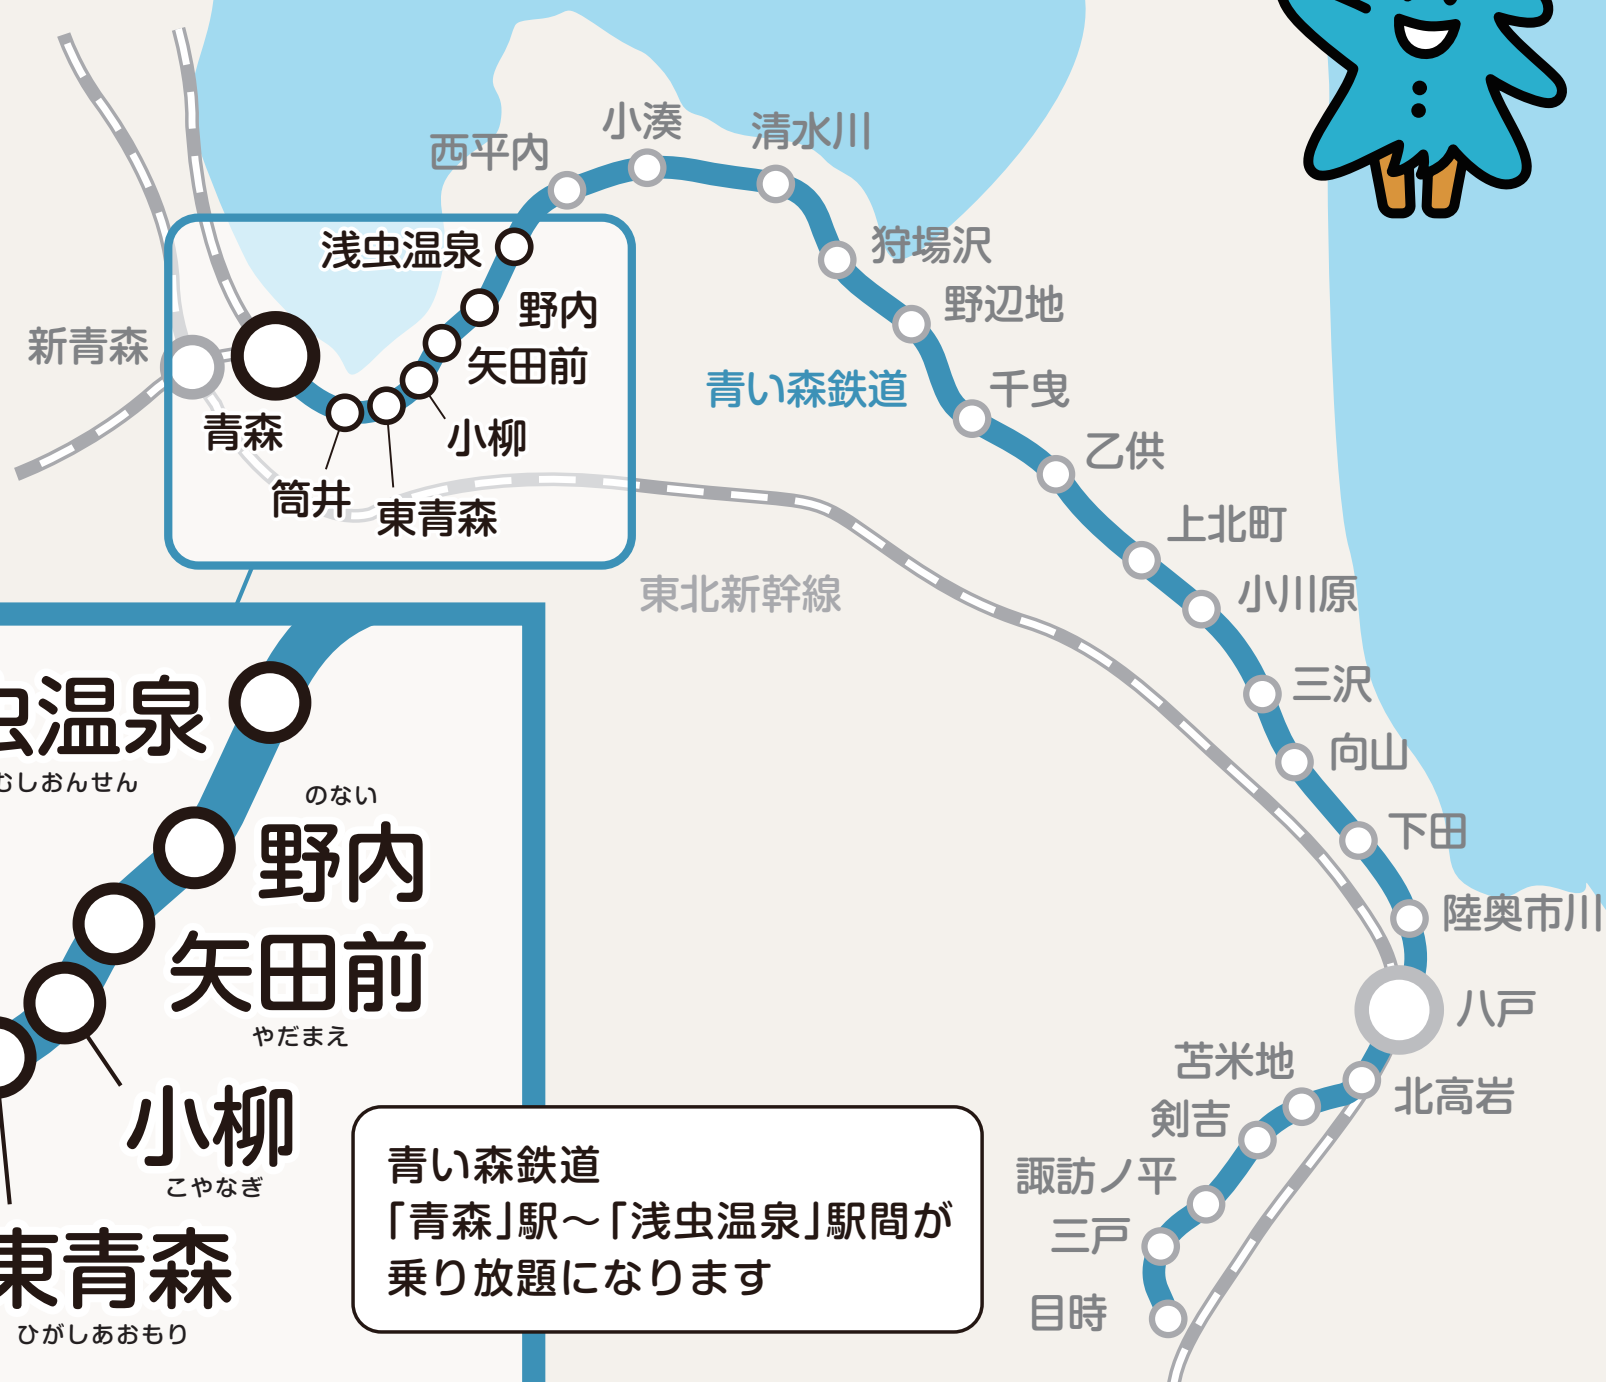 小湊
清水川
西平内
狩場沢
浅虫温泉
野辺地
野内
新青森
矢田前
青い森鉄道
千曳
青森
小柳
乙供
筒井
東青森
上北町
東北新幹線
小川原
三沢
虫温泉
むしおんせん
向山
のない
野内
下田
陸奥市川
矢田前
やだまえ
八戸
苫米地
北高岩
小柳
こやなぎ
剣吉
諏訪ノ平
三戸
目時
東青森
ひがしあおもり
青い森鉄道
「青森」駅～「浅虫温泉」駅間が
乗り放題になります